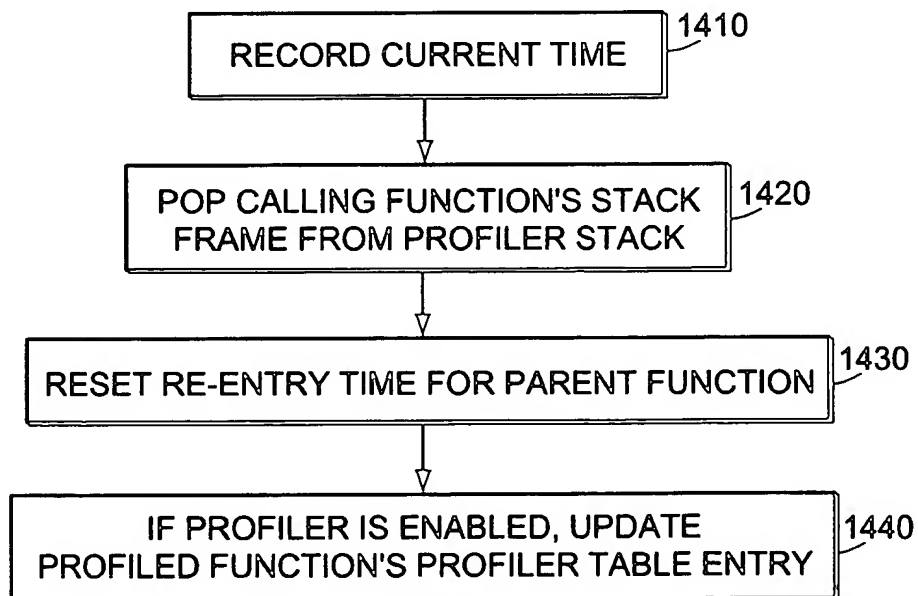 1410
RECORD CURRENT TIME
1420
POP CALLING FUNCTION'S STACK
FRAME FROM PROFILER STACK
1430
RESET RE-ENTRY TIME FOR PARENT FUNCTION
1440
IF PROFILER IS ENABLED, UPDATE
PROFILED FUNCTION'S PROFILER TABLE ENTRY